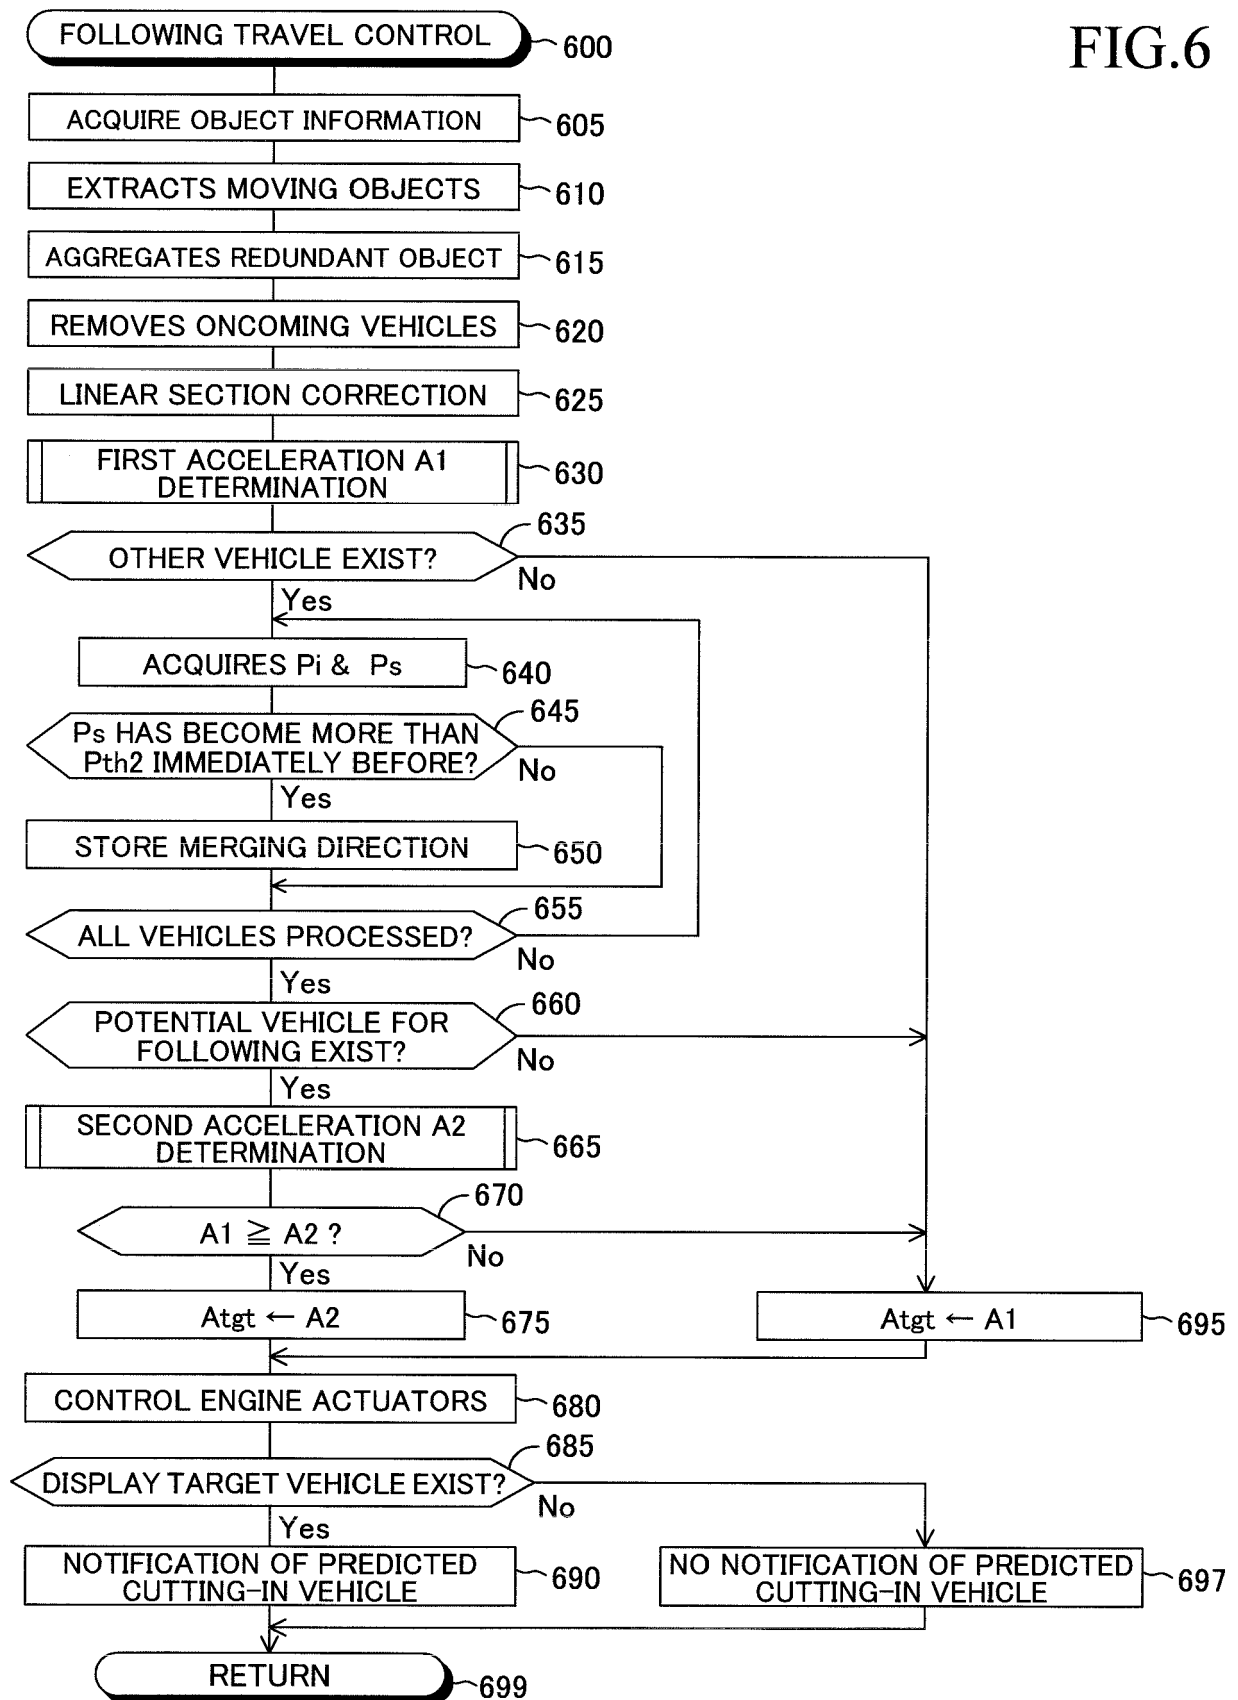 FIG.6
FOLLOWING TRAVEL CONTROL
600
ACQUIRE OBJECT INFORMATION
605
EXTRACTS MOVING OBJECTS
610
AGGREGATES REDUNDANT OBJECT
615
REMOVES ONCOMING VEHICLES
620
LINEAR SECTION CORRECTION
625
FIRST ACCELERATION A1
DETERMINATION
630
OTHER VEHICLE EXIST?
635
No
Yes
ACQUIRES Pi & Ps
640
Ps HAS BECOME MORE THAN
Pth2 IMMEDIATELY BEFORE?
645
No
Yes
STORE MERGING DIRECTION
650
ALL VEHICLES PROCESSED?
655
No
Yes
POTENTIAL VEHICLE FOR
FOLLOWING EXIST?
660
No
Yes
SECOND ACCELERATION A2
DETERMINATION
665
A1 ≧ A2 ?
670
No
Yes
Atgt ← A2
675
Atgt ← A1
695
CONTROL ENGINE ACTUATORS
680
DISPLAY TARGET VEHICLE EXIST?
685
No
Yes
NOTIFICATION OF PREDICTED
CUTTING-IN VEHICLE
690
NO NOTIFICATION OF PREDICTED
CUTTING-IN VEHICLE
697
RETURN
699